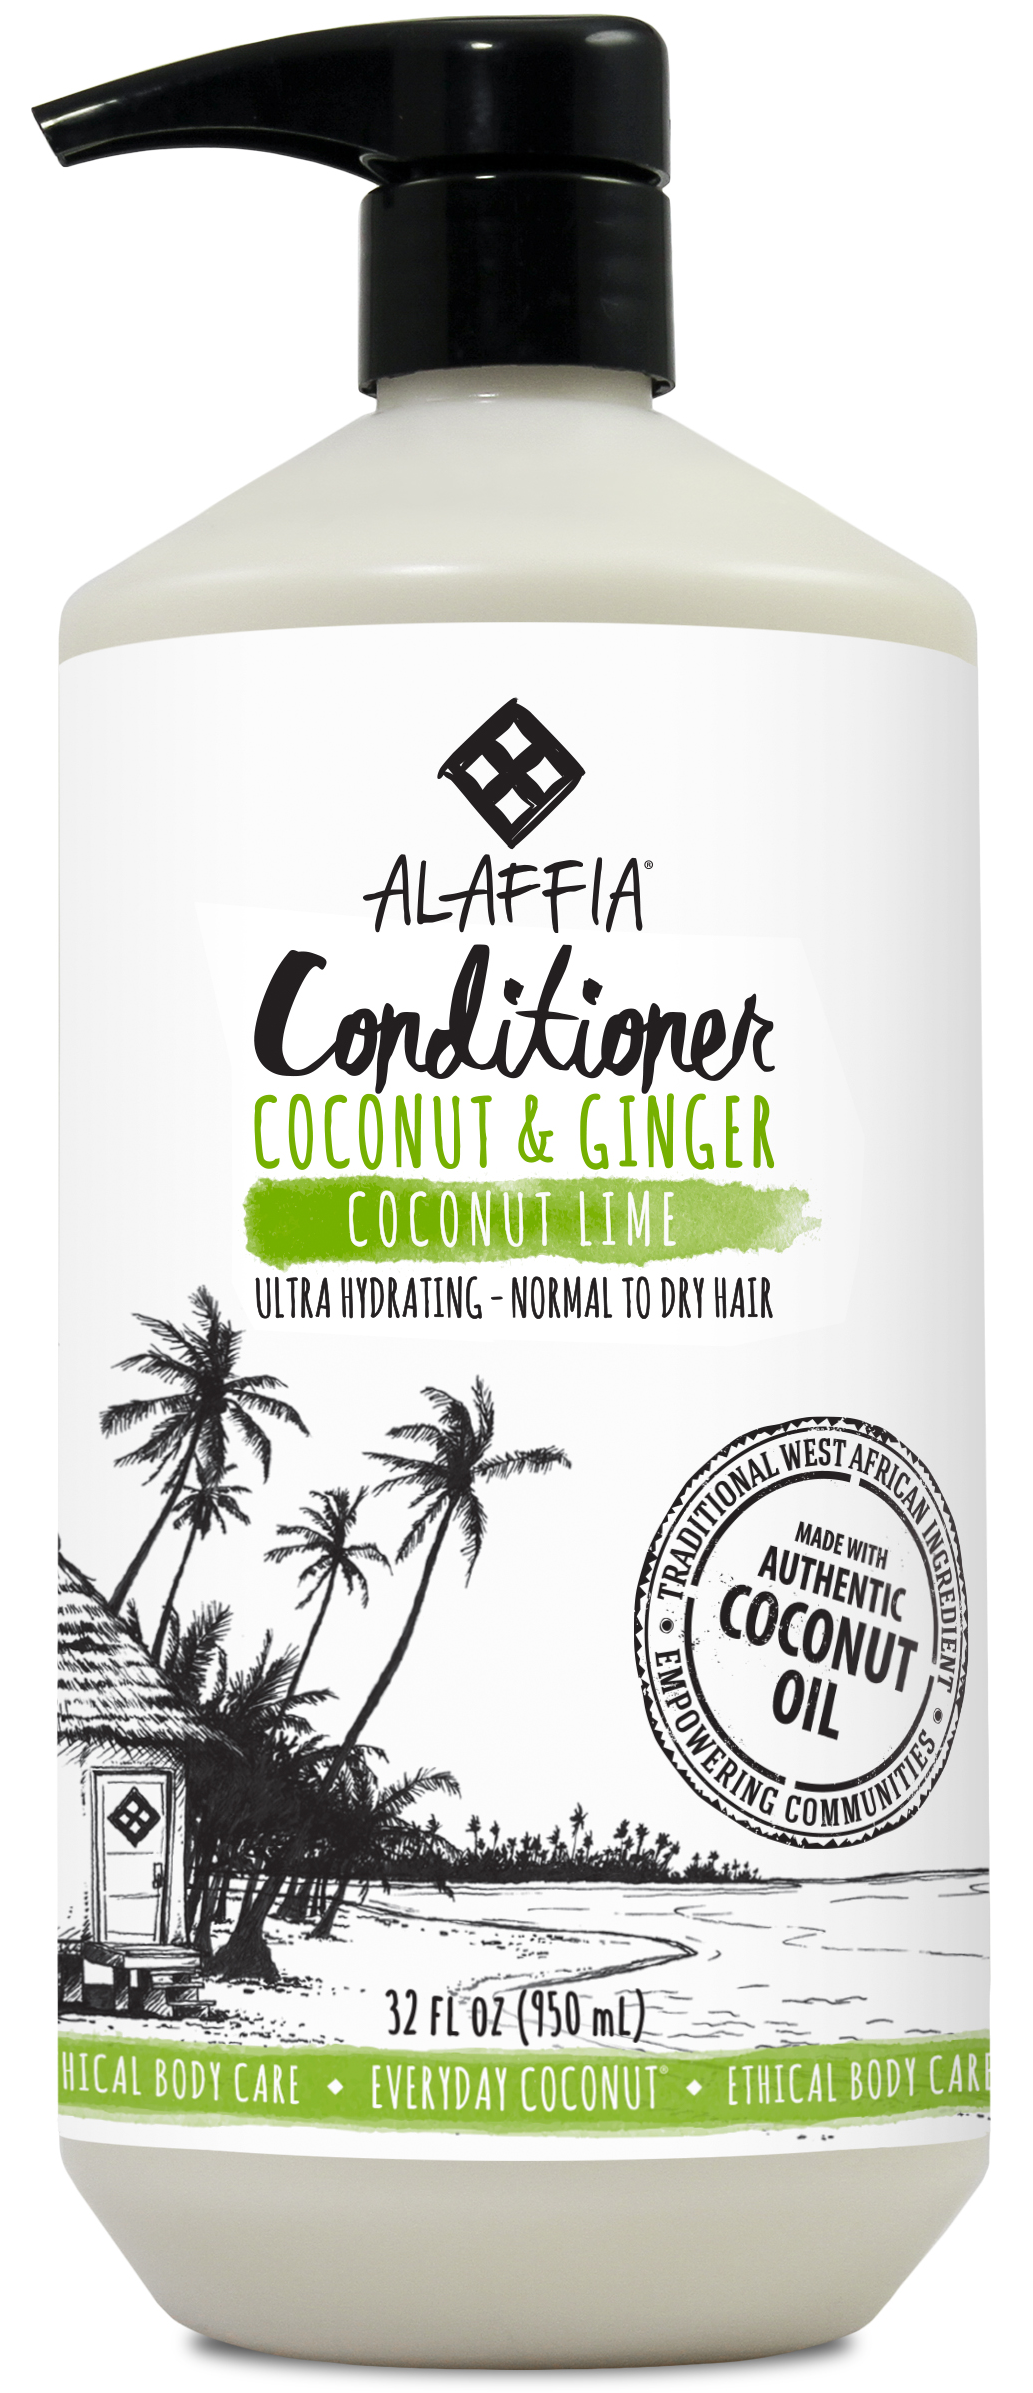 ALAFFIA®
Conditioner
COCONUT & GINGER
COCONUT LIME
ULTRA HYDRATING - NORMAL TO DRY HAIR
TRADITIONAL WEST AFRICAN INGREDIENT
MADE WITH
AUTHENTIC
COCONUT
OIL
EMPOWERING COMMUNITIES
32 FL OZ (950 mL)
HICAL BODY CARE ◆ EVERYDAY COCONUT® ◆ ETHICAL BODY CARE